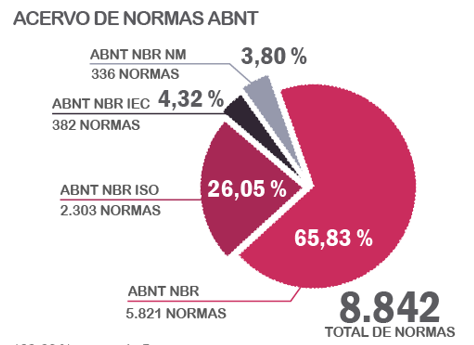 ACERVO DE NORMAS ABNT
ABNT NBR NM
336 NORMAS
3,80 %
ABNT NBR IEC
382 NORMAS
4,32 %
ABNT NBR ISO
2.303 NORMAS
26,05 %
65,83 %
ABNT NBR
5.821 NORMAS
8.842
TOTAL DE NORMAS